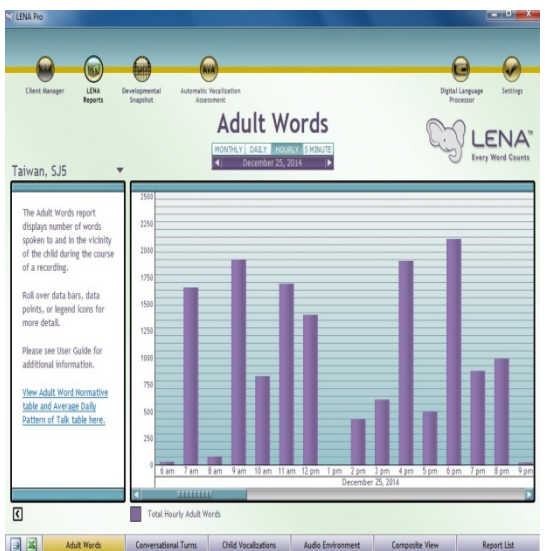 LENA Pro
Client Manager
LENA Reports
Developmental Snapshot
Automatic Vocalization Assessment
Digital Language Processor
Settings
Adult Words
MONTHLY DAILY HOURLY 5 MINUTE
December 25, 2014
LENA™
Every Word Counts
Taiwan, SJ5
The Adult Words report
displays number of words
spoken to and in the vicinity
of the child during the course
of a recording.
Roll over data bars, data
points, or legend icons for
more detail.
Please see User Guide for
additional information.
View Adult Word Normative
table and Average Daily
Pattern of Talk table here.
2500
2250
2000
1750
1500
1250
1000
750
500
250
0
6 am 7 am 8 am 9 am 10 am 11 am 12 pm 1 pm 2 pm 3 pm 4 pm 5 pm 6 pm 7 pm 8 pm 9 pm
December 25, 2014
Total Hourly Adult Words
Adult Words Conversational Turns Child Vocalizations Audio Environment Composite View Report List